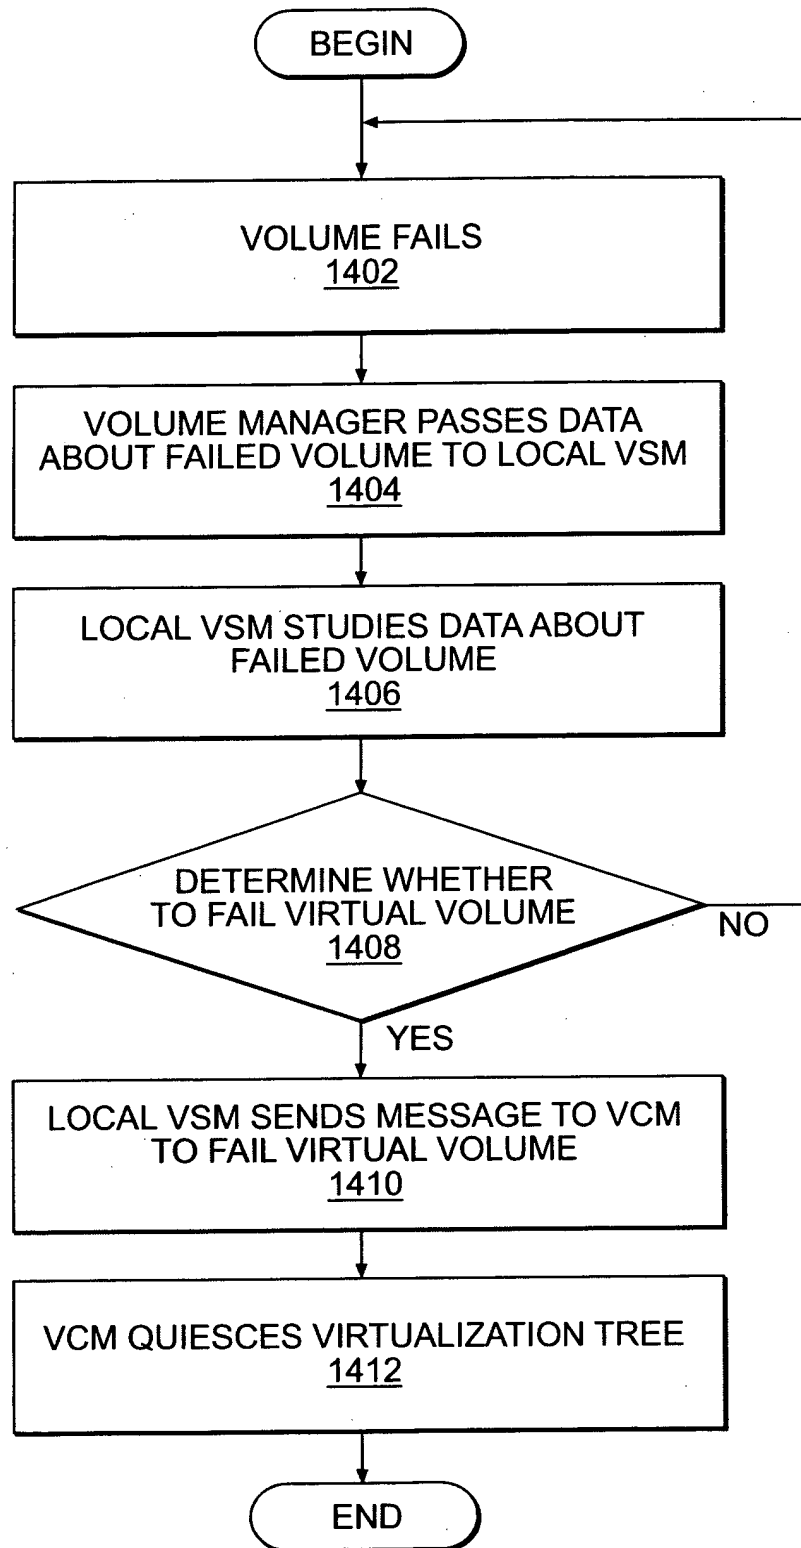 BEGIN
VOLUME FAILS
1402
VOLUME MANAGER PASSES DATA
ABOUT FAILED VOLUME TO LOCAL VSM
1404
LOCAL VSM STUDIES DATA ABOUT
FAILED VOLUME
1406
DETERMINE WHETHER
TO FAIL VIRTUAL VOLUME
1408
NO
YES
LOCAL VSM SENDS MESSAGE TO VCM
TO FAIL VIRTUAL VOLUME
1410
VCM QUIESCES VIRTUALIZATION TREE
1412
END